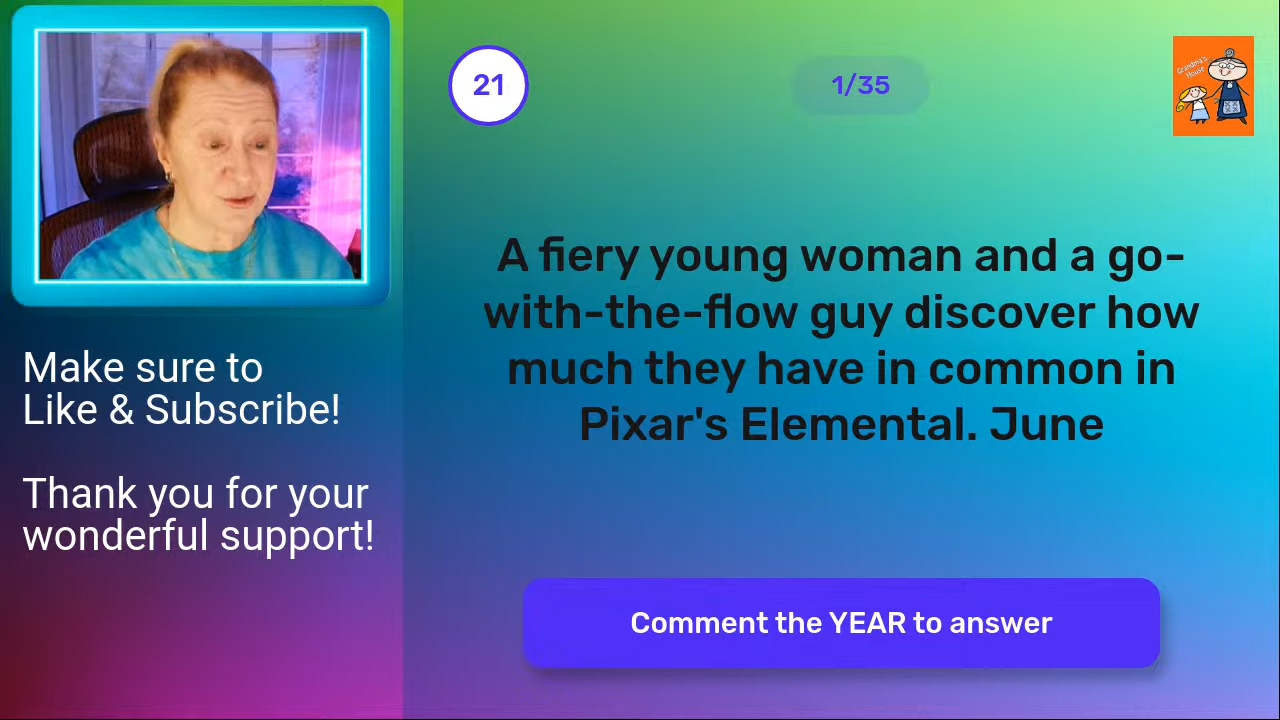 21
1/35
Grandma's
House
A fiery young woman and a go-
with-the-flow guy discover how
much they have in common in
Pixar's Elemental. June
Make sure to
Like & Subscribe!
Thank you for your
wonderful support!
Comment the YEAR to answer